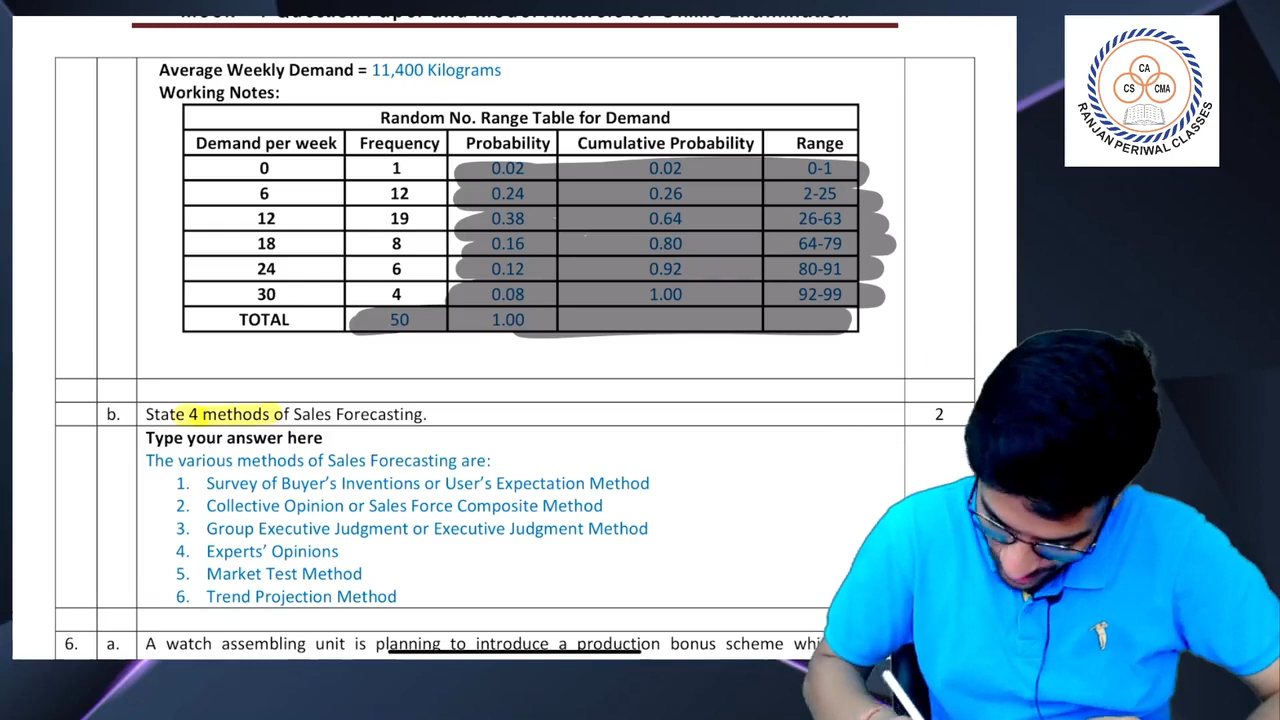 Average Weekly Demand = 11,400 Kilograms
Working Notes:
Random No. Range Table for Demand
Demand per week Frequency Probability Cumulative Probability Range
0 1 0.02 0.02 0-1
6 12 0.24 0.26 2-25
12 19 0.38 0.64 26-63
18 8 0.16 0.80 64-79
24 6 0.12 0.92 80-91
30 4 0.08 1.00 92-99
TOTAL 50 1.00
b. State 4 methods of Sales Forecasting. 2
Type your answer here
The various methods of Sales Forecasting are:
1. Survey of Buyer's Inventions or User's Expectation Method
2. Collective Opinion or Sales Force Composite Method
3. Group Executive Judgment or Executive Judgment Method
4. Experts' Opinions
5. Market Test Method
6. Trend Projection Method
6. a. A watch assembling unit is planning to introduce a production bonus scheme
CA
CS CMA
RANJAN PERIWAL CLASSES